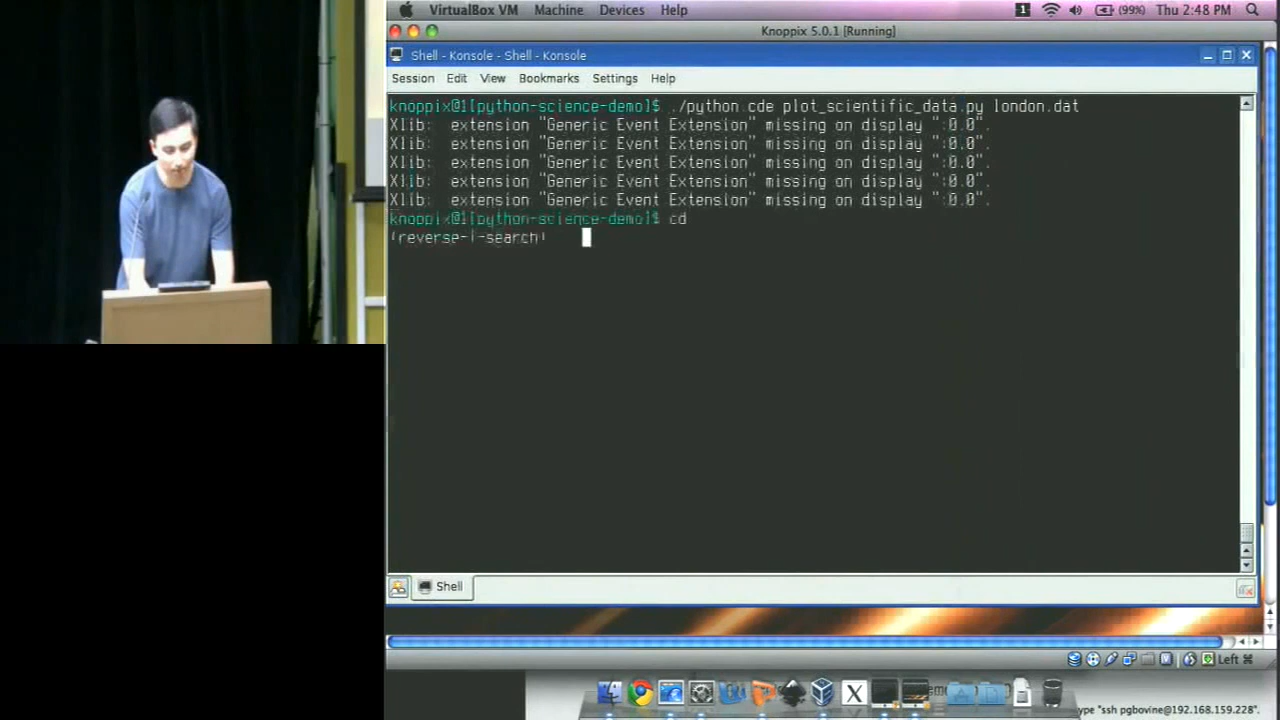 VirtualBox VM Machine Devices Help 1 (99%) Thu 2:48 PM
Knoppix 5.0.1 [Running]
Shell - Konsole - Shell - Konsole
Session Edit View Bookmarks Settings Help
knoppix@1[python-science-demo]$ ./python.cde plot_scientific_data.py london.dat
Xlib: extension "Generic Event Extension" missing on display ":0.0".
Xlib: extension "Generic Event Extension" missing on display ":0.0".
Xlib: extension "Generic Event Extension" missing on display ":0.0".
Xlib: extension "Generic Event Extension" missing on display ":0.0".
Xlib: extension "Generic Event Extension" missing on display ":0.0".
knoppix@1[python-science-demo]$ cd
(reverse-i-search)
Shell
Left ⌘
X
ype "ssh pgbovine@192.168.159.228".